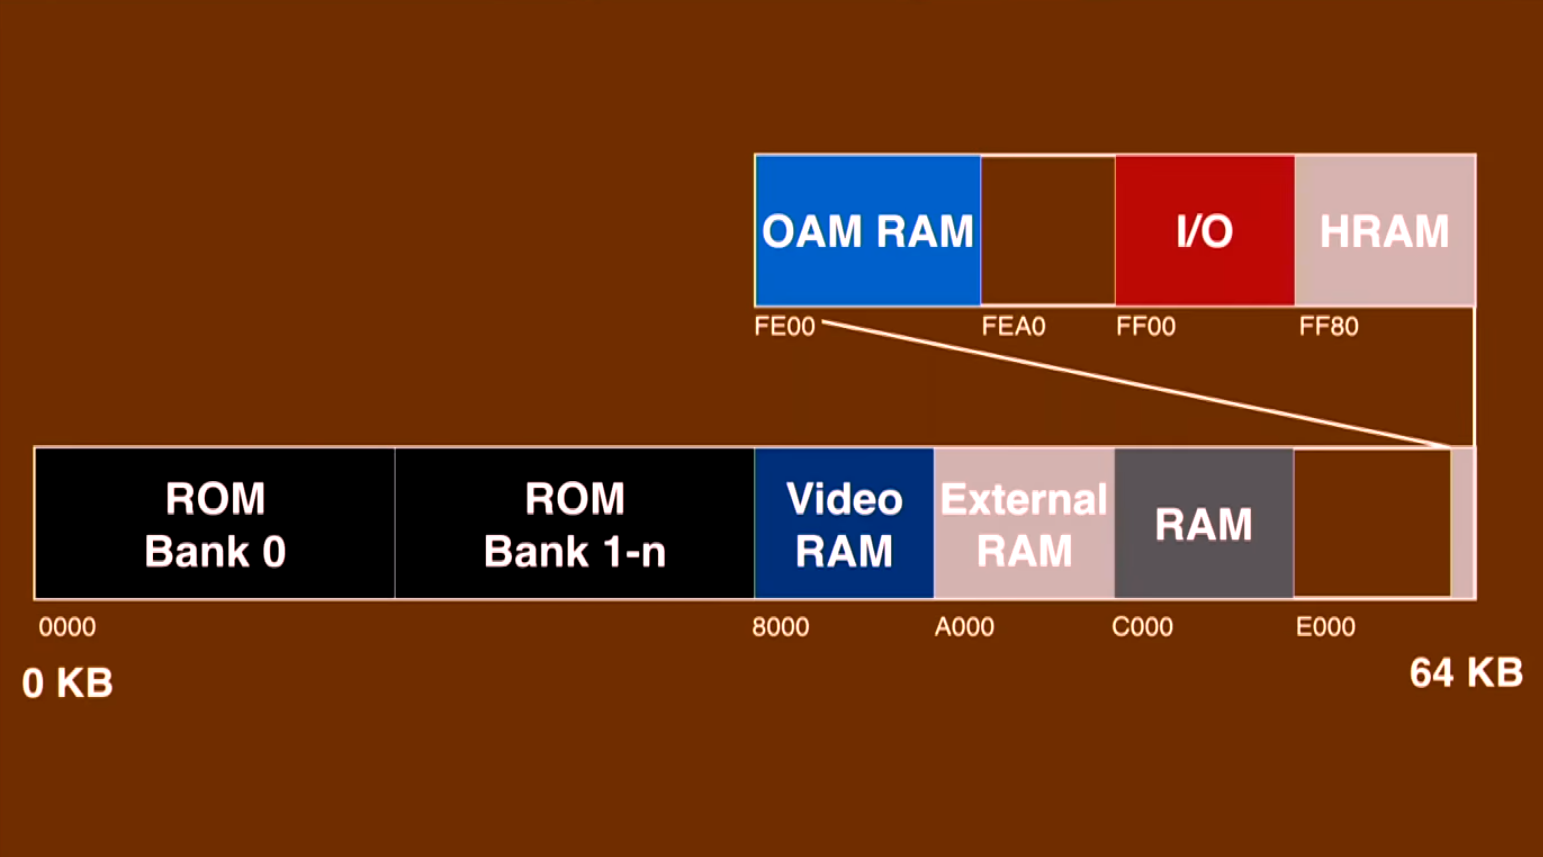 OAM RAM
I/O
HRAM
FE00
FEA0
FF00
FF80
ROM
Bank 0
ROM
Bank 1-n
Video
RAM
External
RAM
RAM
0000
8000
A000
C000
E000
0 KB
64 KB